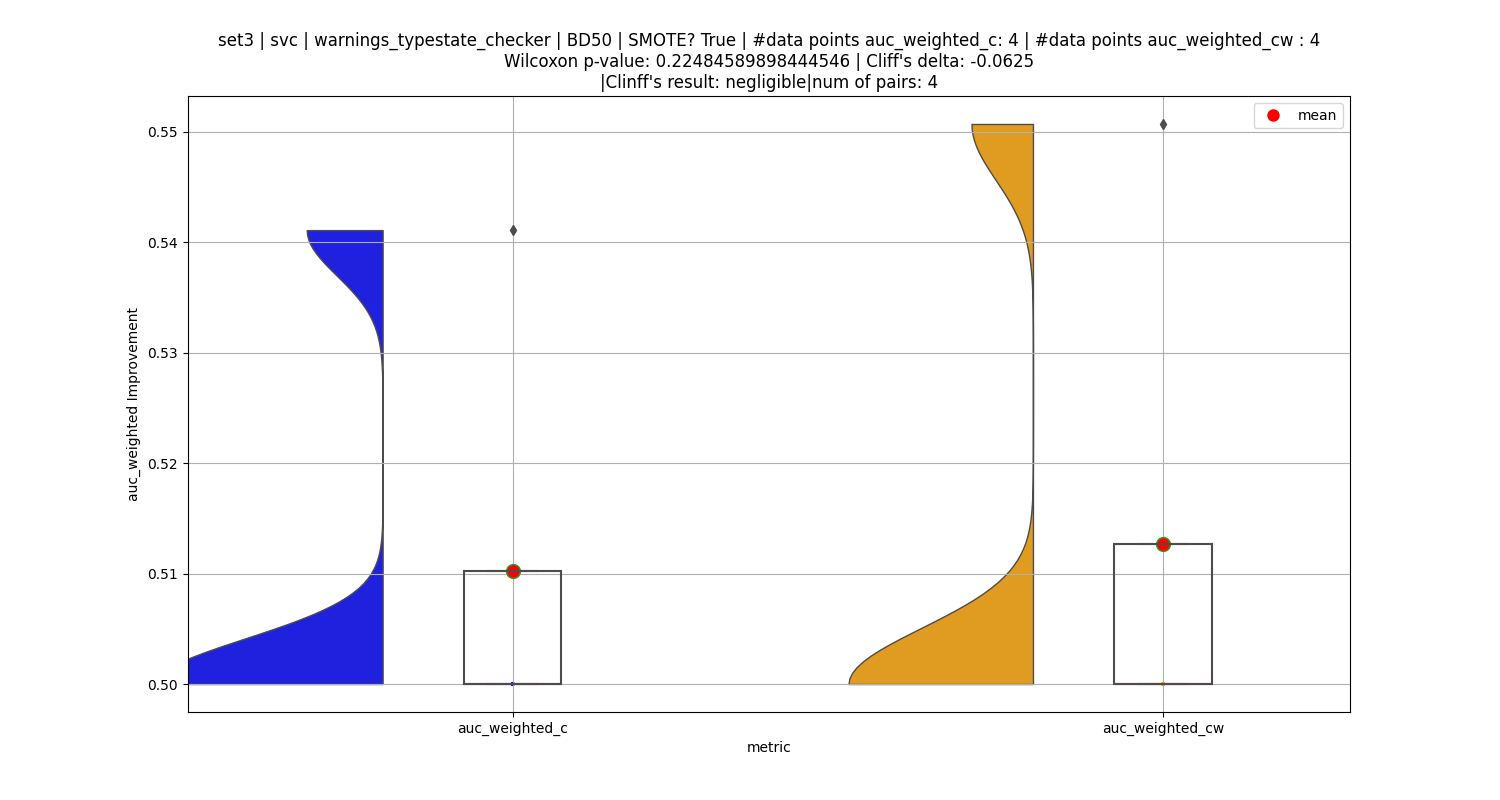 set3 | svc | warnings_typestate_checker | BD50 | SMOTE? True | #data points auc_weighted_c: 4 | #data points auc_weighted_cw : 4
Wilcoxon p-value: 0.22484589898444546 | Cliff's delta: -0.0625
|Clinff's result: negligible|num of pairs: 4
mean
0.55
0.54
0.53
0.52
0.51
0.50
auc_weighted Improvement
auc_weighted_c
auc_weighted_cw
metric